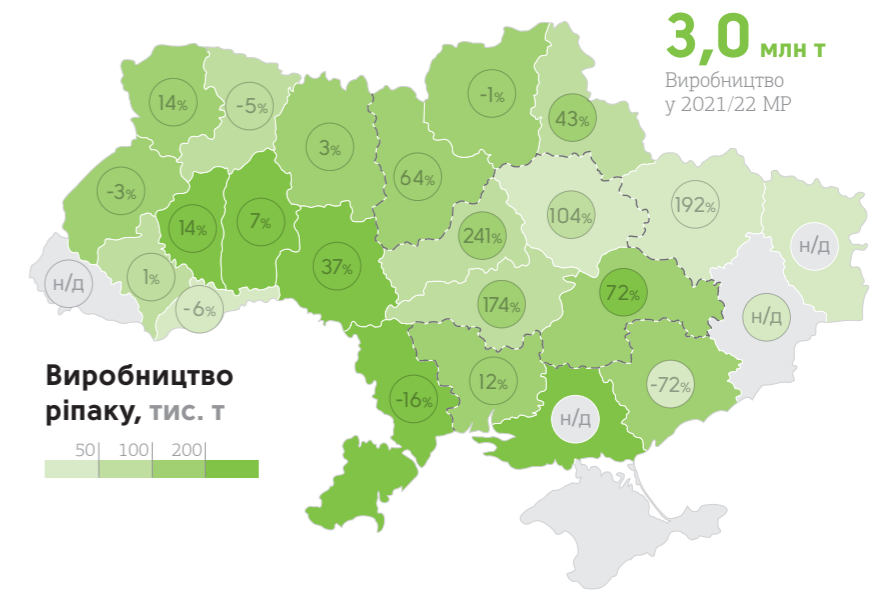 3,0 млн т
Виробництво
у 2021/22 МР
14%
-5%
3%
-1%
43%
64%
-3%
14%
7%
37%
241%
104%
192%
н/д
н/д
1%
-6%
174%
72%
н/д
-16%
12%
-72%
н/д
Виробництво
ріпаку, тис. т
50 100 200